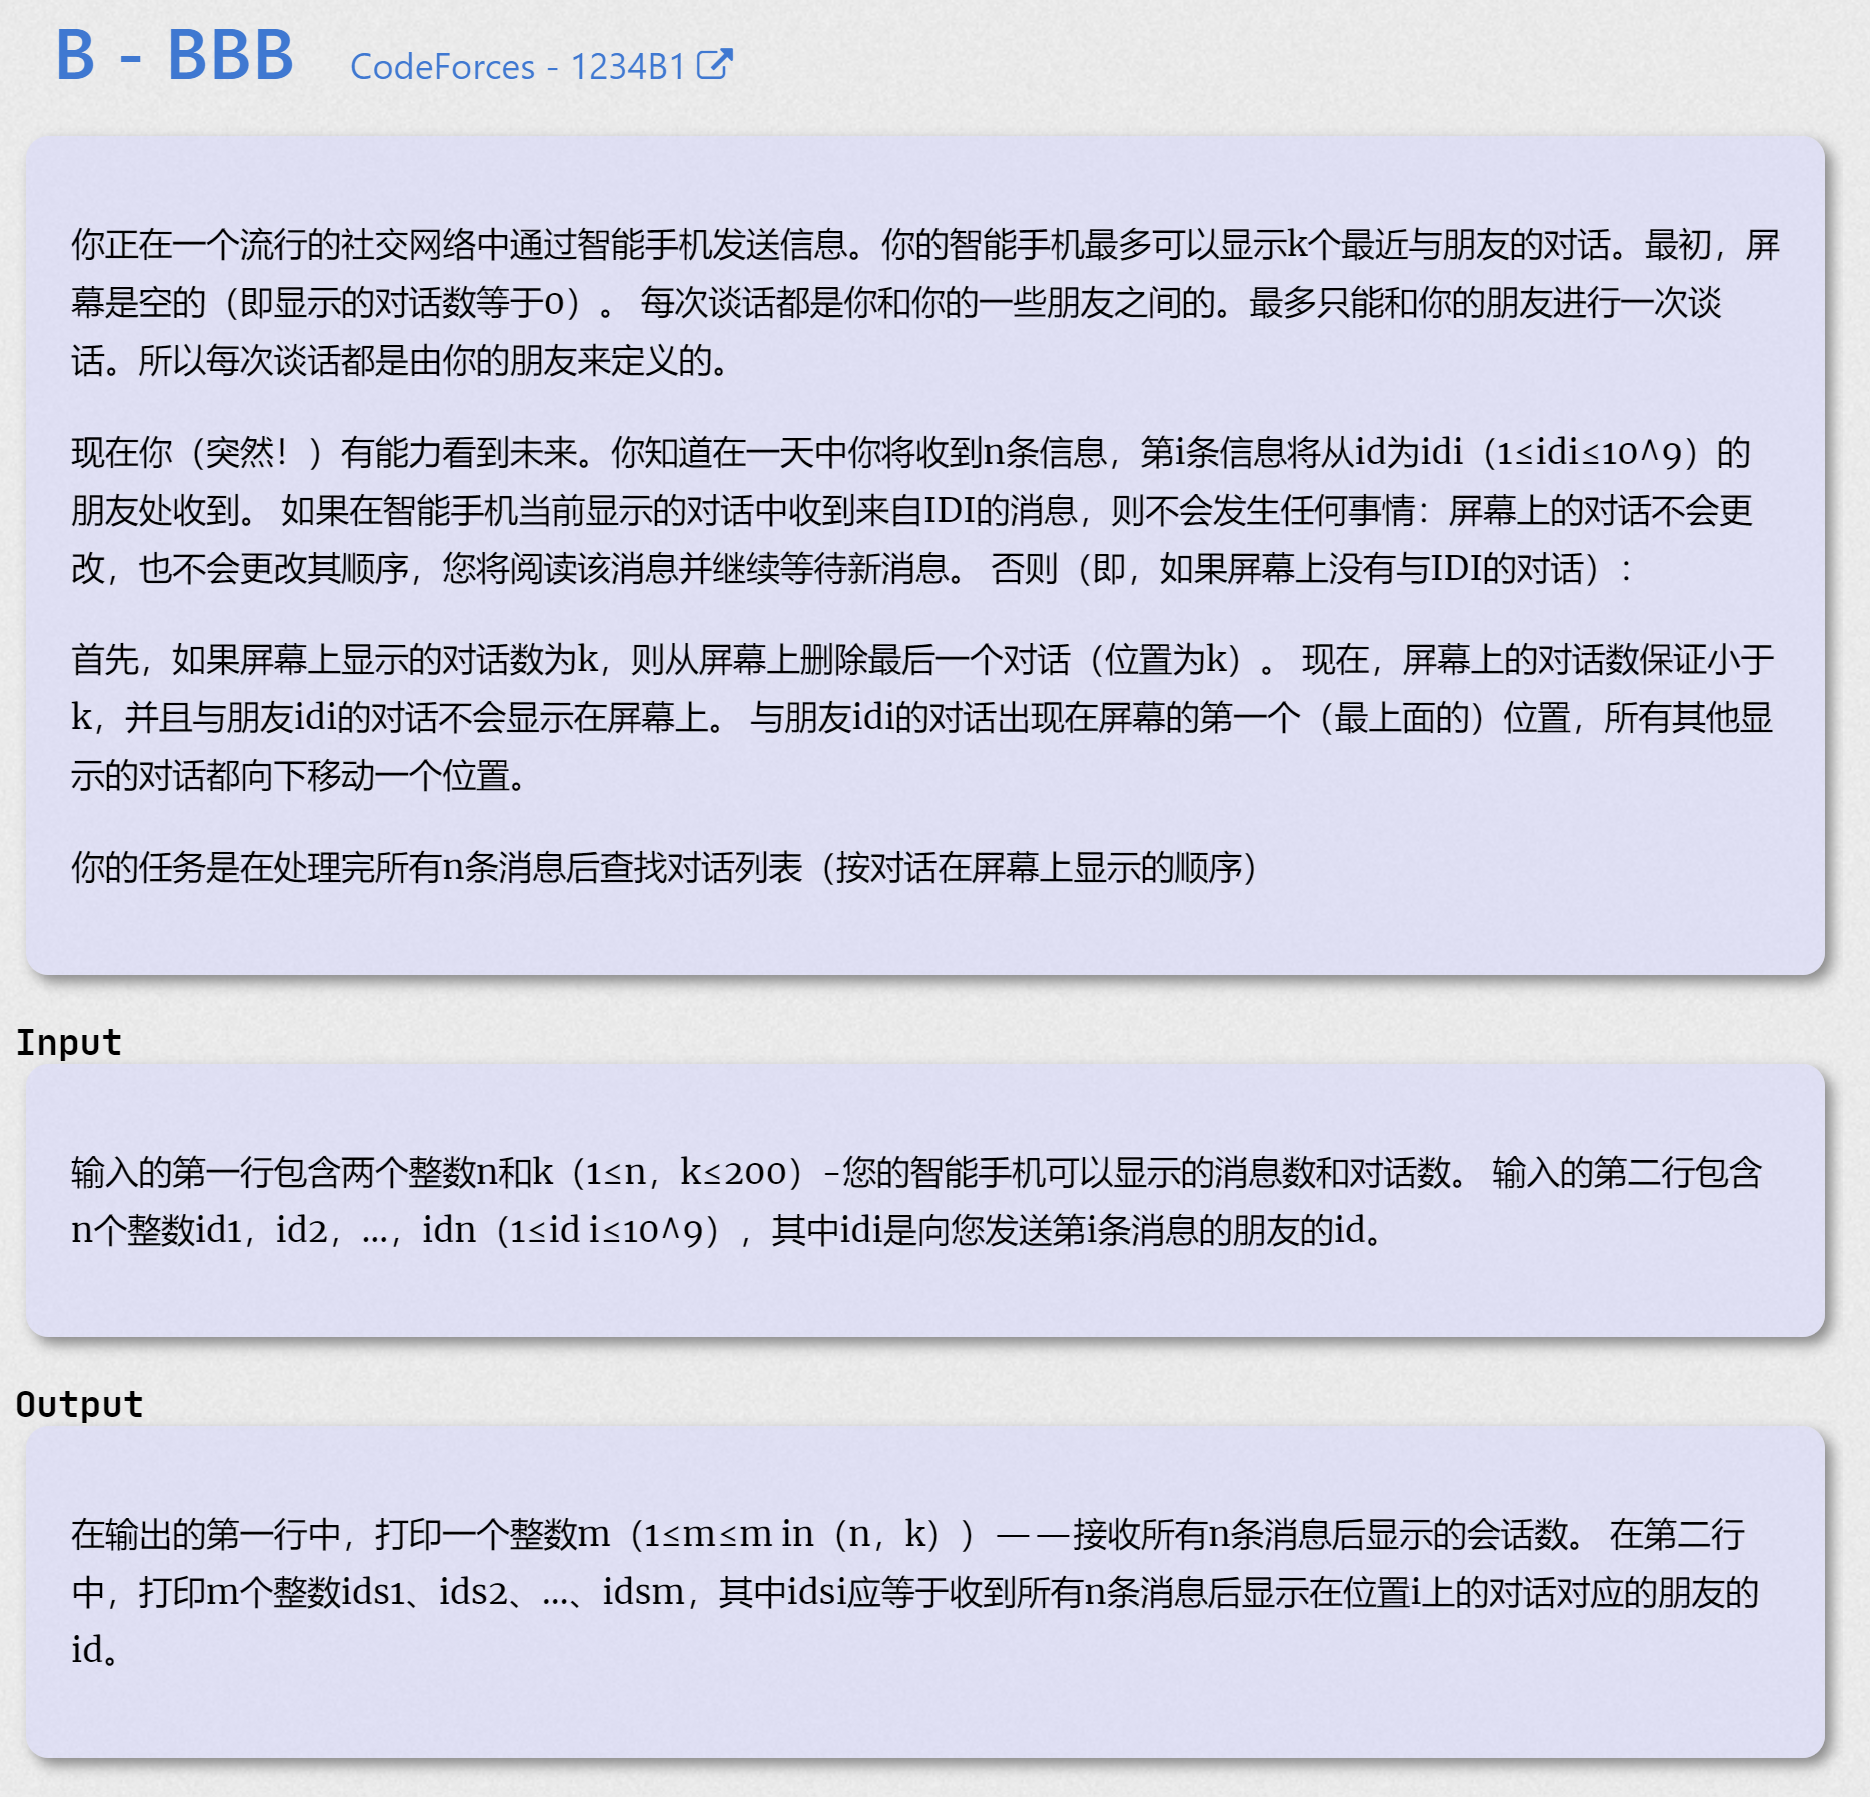 B - BBB CodeForces - 1234B1
你正在一个流行的社交网络中通过智能手机发送信息。你的智能手机最多可以显示k个最近与朋友的对话。最初，屏
幕是空的（即显示的对话数等于0）。 每次谈话都是你和你的一些朋友之间的。最多只能和你的朋友进行一次谈
话。所以每次谈话都是由你的朋友来定义的。
现在你（突然！）有能力看到未来。你知道在一天中你将收到n条信息，第i条信息将从id为idi（1≤idi≤10^9）的
朋友处收到。 如果在智能手机当前显示的对话中收到来自IDI的消息，则不会发生任何事情：屏幕上的对话不会更
改，也不会更改其顺序，您将阅读该消息并继续等待新消息。 否则（即，如果屏幕上没有与IDI的对话）：
首先，如果屏幕上显示的对话数为k，则从屏幕上删除最后一个对话（位置为k）。 现在，屏幕上的对话数保证小于
k，并且与朋友idi的对话不会显示在屏幕上。 与朋友idi的对话出现在屏幕的第一个（最上面的）位置，所有其他显
示的对话都向下移动一个位置。
你的任务是在处理完所有n条消息后查找对话列表（按对话在屏幕上显示的顺序）
Input
输入的第一行包含两个整数n和k（1≤n，k≤200）-您的智能手机可以显示的消息数和对话数。 输入的第二行包含
n个整数id1，id2，...，idn（1≤id i≤10^9），其中idi是向您发送第i条消息的朋友的id。
Output
在输出的第一行中，打印一个整数m（1≤m≤m in（n，k））——接收所有n条消息后显示的会话数。 在第二行
中，打印m个整数ids1、ids2、...、idsm，其中idsi应等于收到所有n条消息后显示在位置i上的对话对应的朋友的
id。